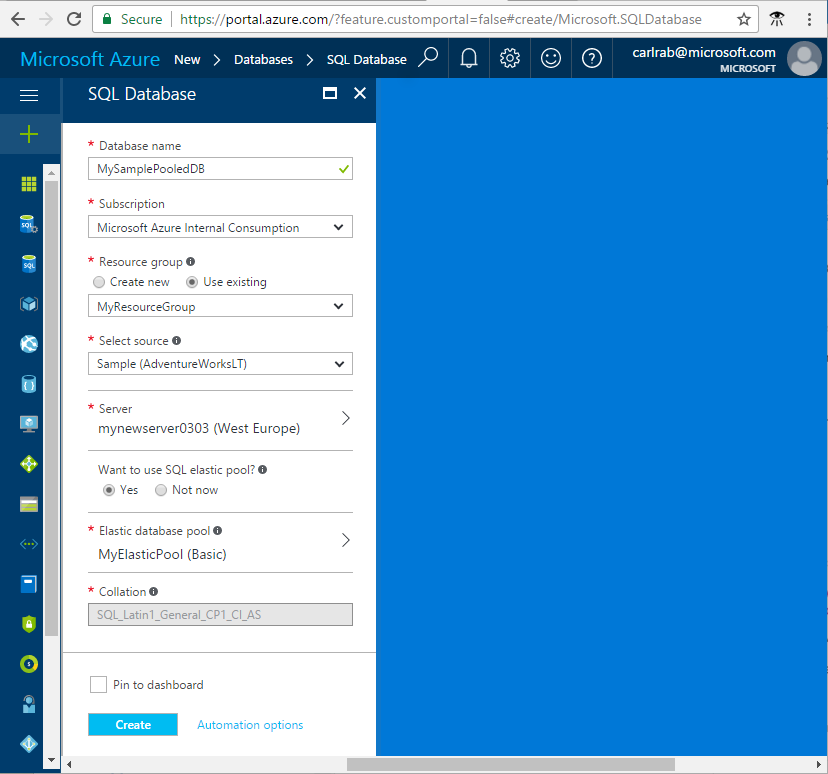 Secure https://portal.azure.com/?feature.customportal=false#create/Microsoft.SQLDatabase
Microsoft Azure New > Databases > SQL Database
carlrab@microsoft.com
MICROSOFT
SQL Database
* Database name
MySamplePooledDB
* Subscription
Microsoft Azure Internal Consumption
* Resource group
Create new Use existing
MyResourceGroup
* Select source
Sample (AdventureWorksLT)
* Server
mynewserver0303 (West Europe)
Want to use SQL elastic pool?
Yes Not now
* Elastic database pool
MyElasticPool (Basic)
* Collation
SQL_Latin1_General_CP1_CI_AS
Pin to dashboard
Create Automation options
SQL
SQL